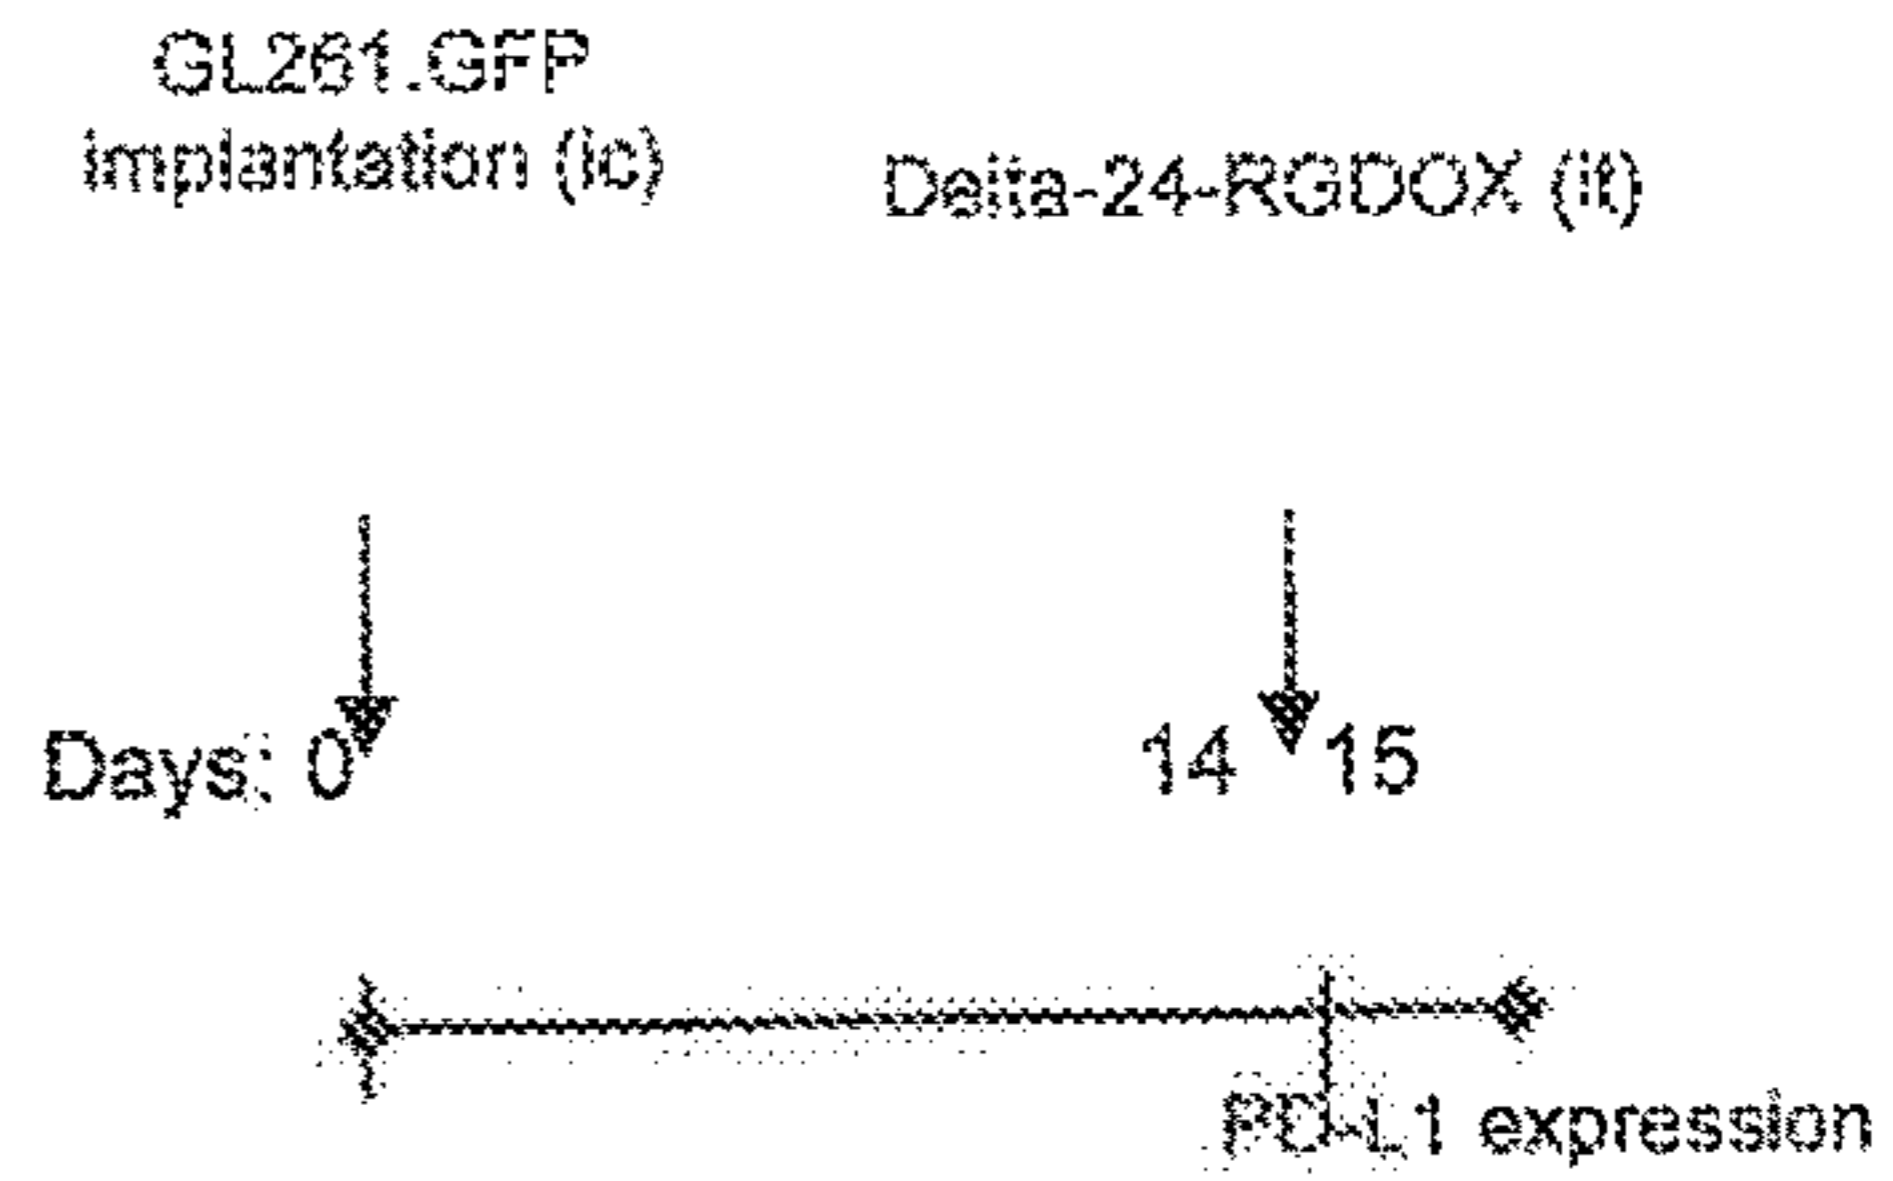 GL261.GFP
implantation (ic)
Delta-24-RGDOX (it)
Days: 0
14 15
PD-L1 expression